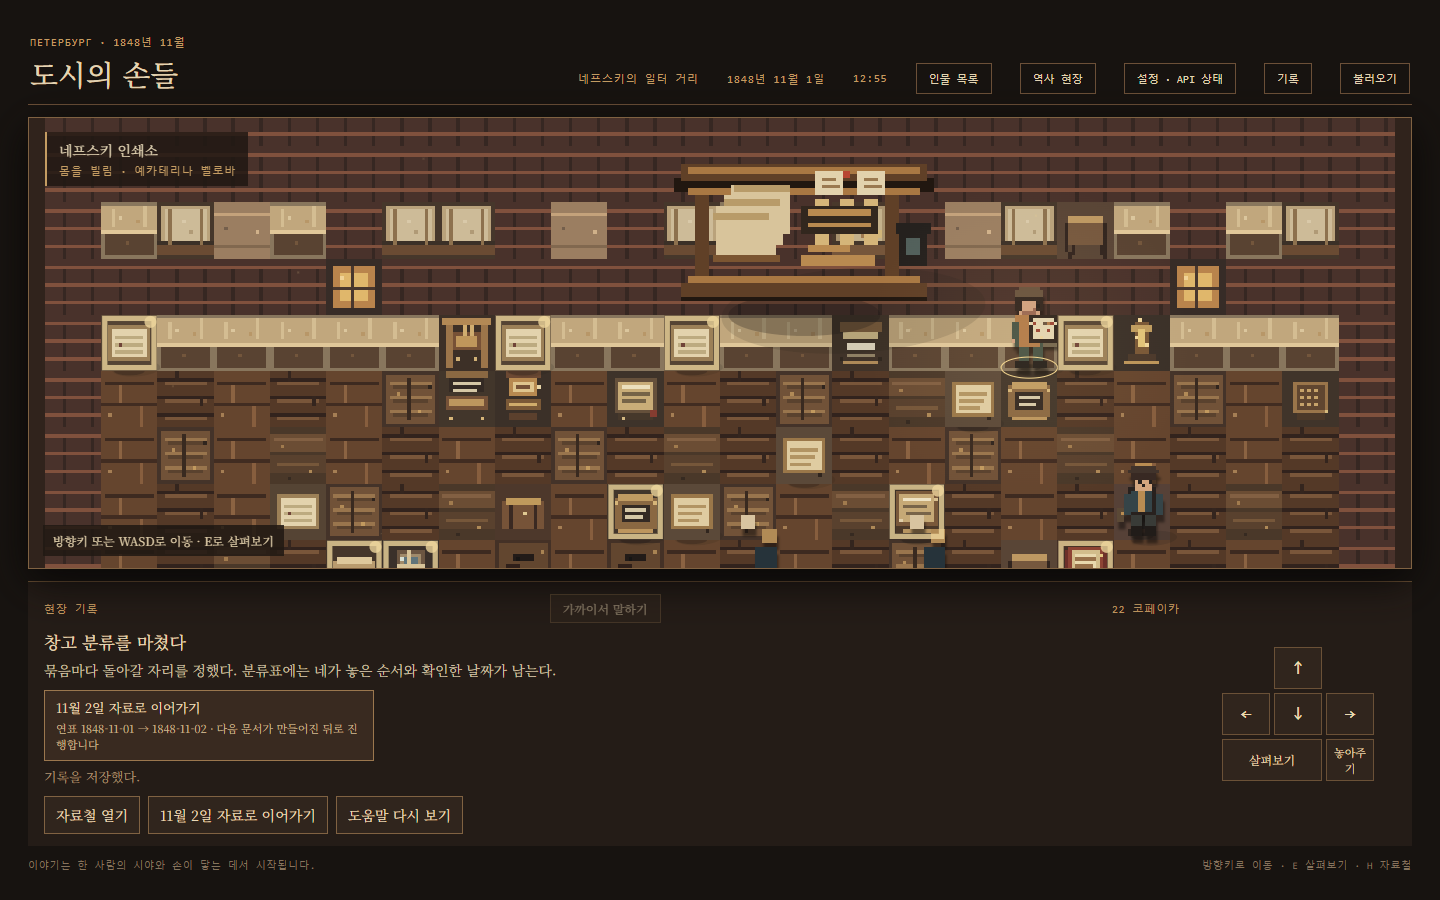 ПЕТЕРБУРГ · 1848년 11월
도시의 손들
네프스키의 일터 거리
1848년 11월 1일
12:55
인물 목록
역사 현장
설정 · API 상태
기록
불러오기
네프스키 인쇄소
몸을 빌림 · 예카테리나 벨로바
방향키 또는 WASD로 이동 · E로 살펴보기
현장 기록
가까이서 말하기
22 코페이카
창고 분류를 마쳤다
묶음마다 돌아갈 자리를 정했다. 분류표에는 네가 놓은 순서와 확인한 날짜가 남는다.
11월 2일 자료로 이어가기
연표 1848-11-01 → 1848-11-02 · 다음 문서가 만들어진 뒤로 진
행합니다
기록을 저장했다.
자료철 열기
11월 2일 자료로 이어가기
도움말 다시 보기
↑
← ↓ →
살펴보기
놓아주
기
이야기는 한 사람의 시야와 손이 닿는 데서 시작됩니다.
방향키로 이동 · E 살펴보기 · H 자료철